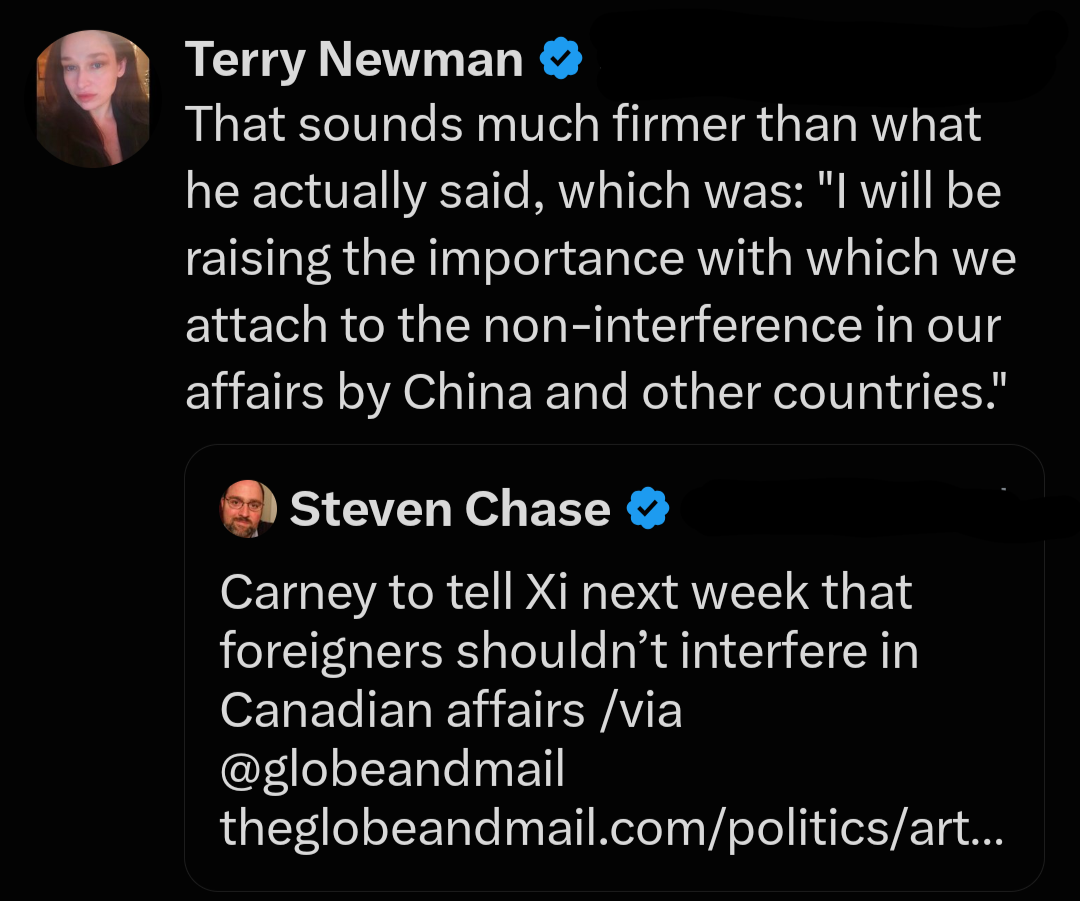 Terry Newman
That sounds much firmer than what
he actually said, which was: "I will be
raising the importance with which we
attach to the non-interference in our
affairs by China and other countries."
Steven Chase
Carney to tell Xi next week that
foreigners shouldn’t interfere in
Canadian affairs /via
@globeandmail
theglobeandmail.com/politics/art...